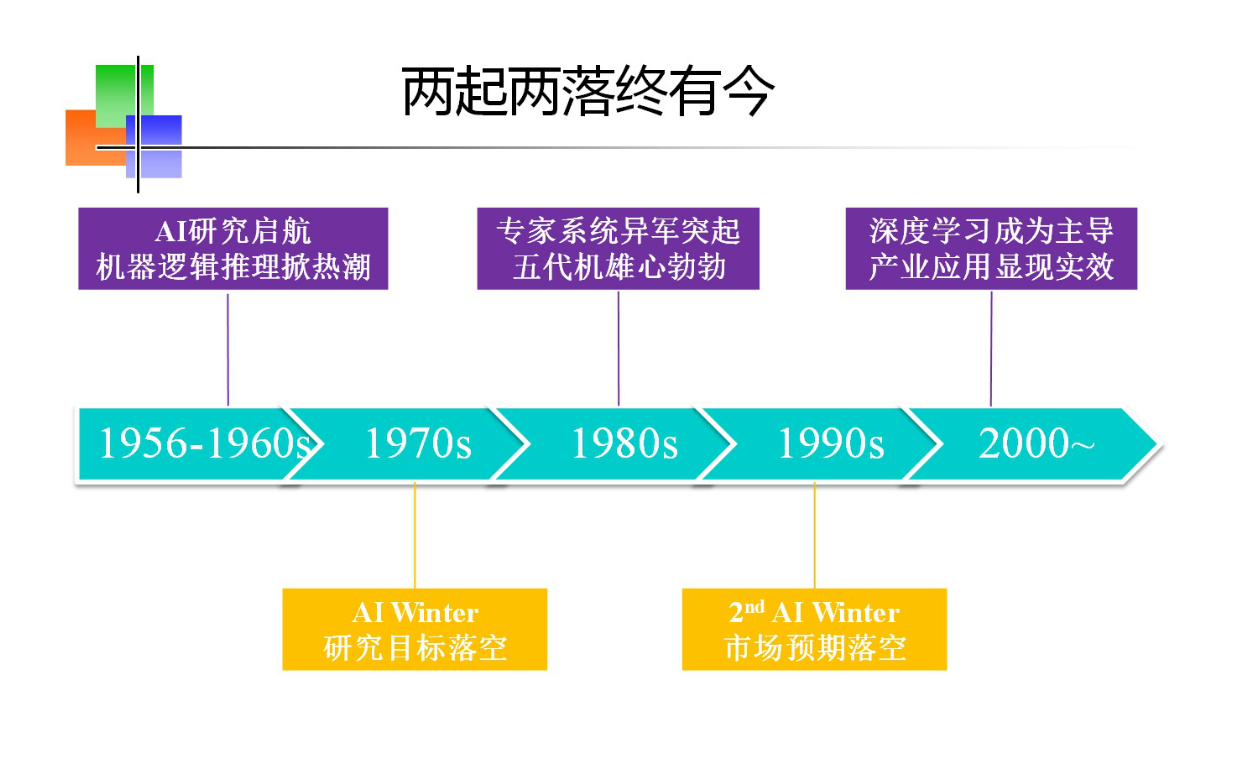 两起两落终有今
AI研究启航
机器逻辑推理掀热潮
专家系统异军突起
五代机雄心勃勃
深度学习成为主导
产业应用显现实效
1956-1960s
1970s
1980s
1990s
2000~
AI Winter
研究目标落空
2nd AI Winter
市场预期落空